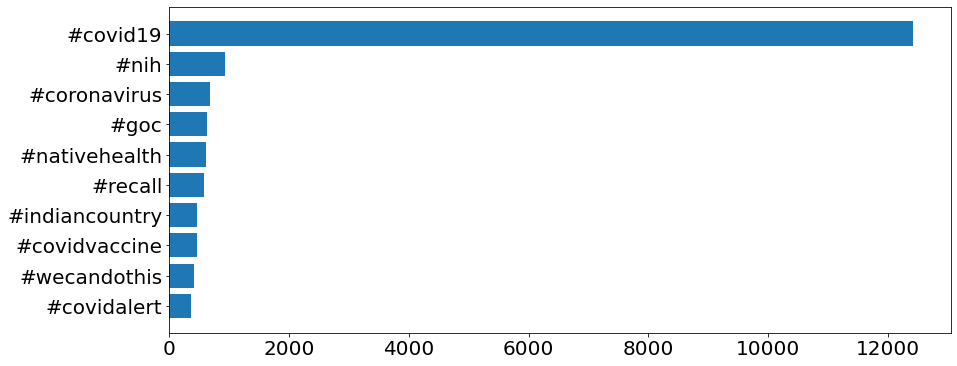 #covid19
#nih
#coronavirus
#goc
#nativehealth
#recall
#indiancountry
#covidvaccine
#wecandothis
#covidalert
0 2000 4000 6000 8000 10000 12000